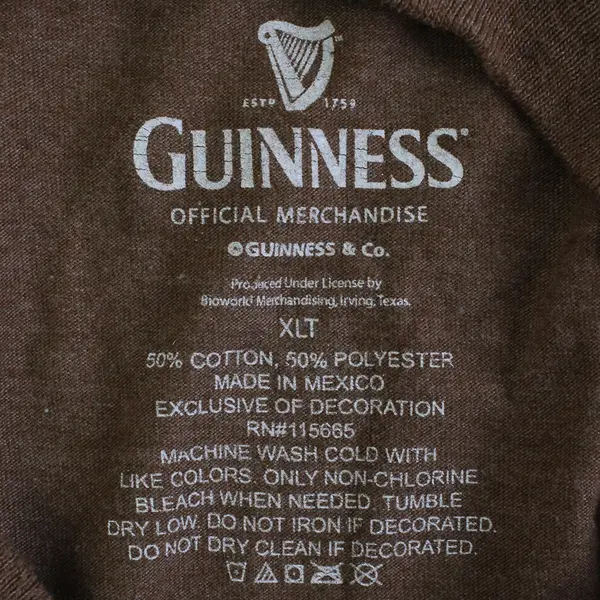 ESTD 1759
GUINNESS
OFFICIAL MERCHANDISE
© GUINNESS & Co.
Produced Under License by
Bioworld Merchandising, Irving, Texas.
XLT
50% COTTON, 50% POLYESTER
MADE IN MEXICO
EXCLUSIVE OF DECORATION
RN#115665
MACHINE WASH COLD WITH
LIKE COLORS. ONLY NON-CHLORINE
BLEACH WHEN NEEDED. TUMBLE
DRY LOW. DO NOT IRON IF DECORATED.
DO NOT DRY CLEAN IF DECORATED.